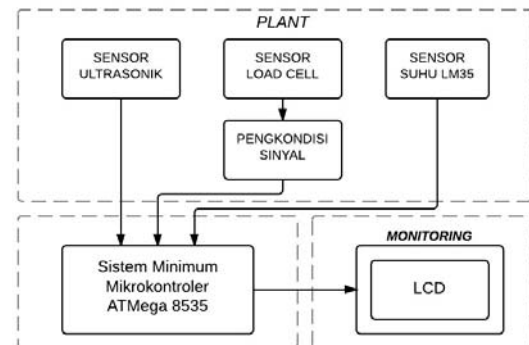 PLANT
SENSOR
ULTRASONIK
SENSOR
LOAD CELL
SENSOR
SUHU LM35
PENGKONDISI
SINYAL
Sistem Minimum
Mikrokontroler
ATMega 8535
MONITORING
LCD